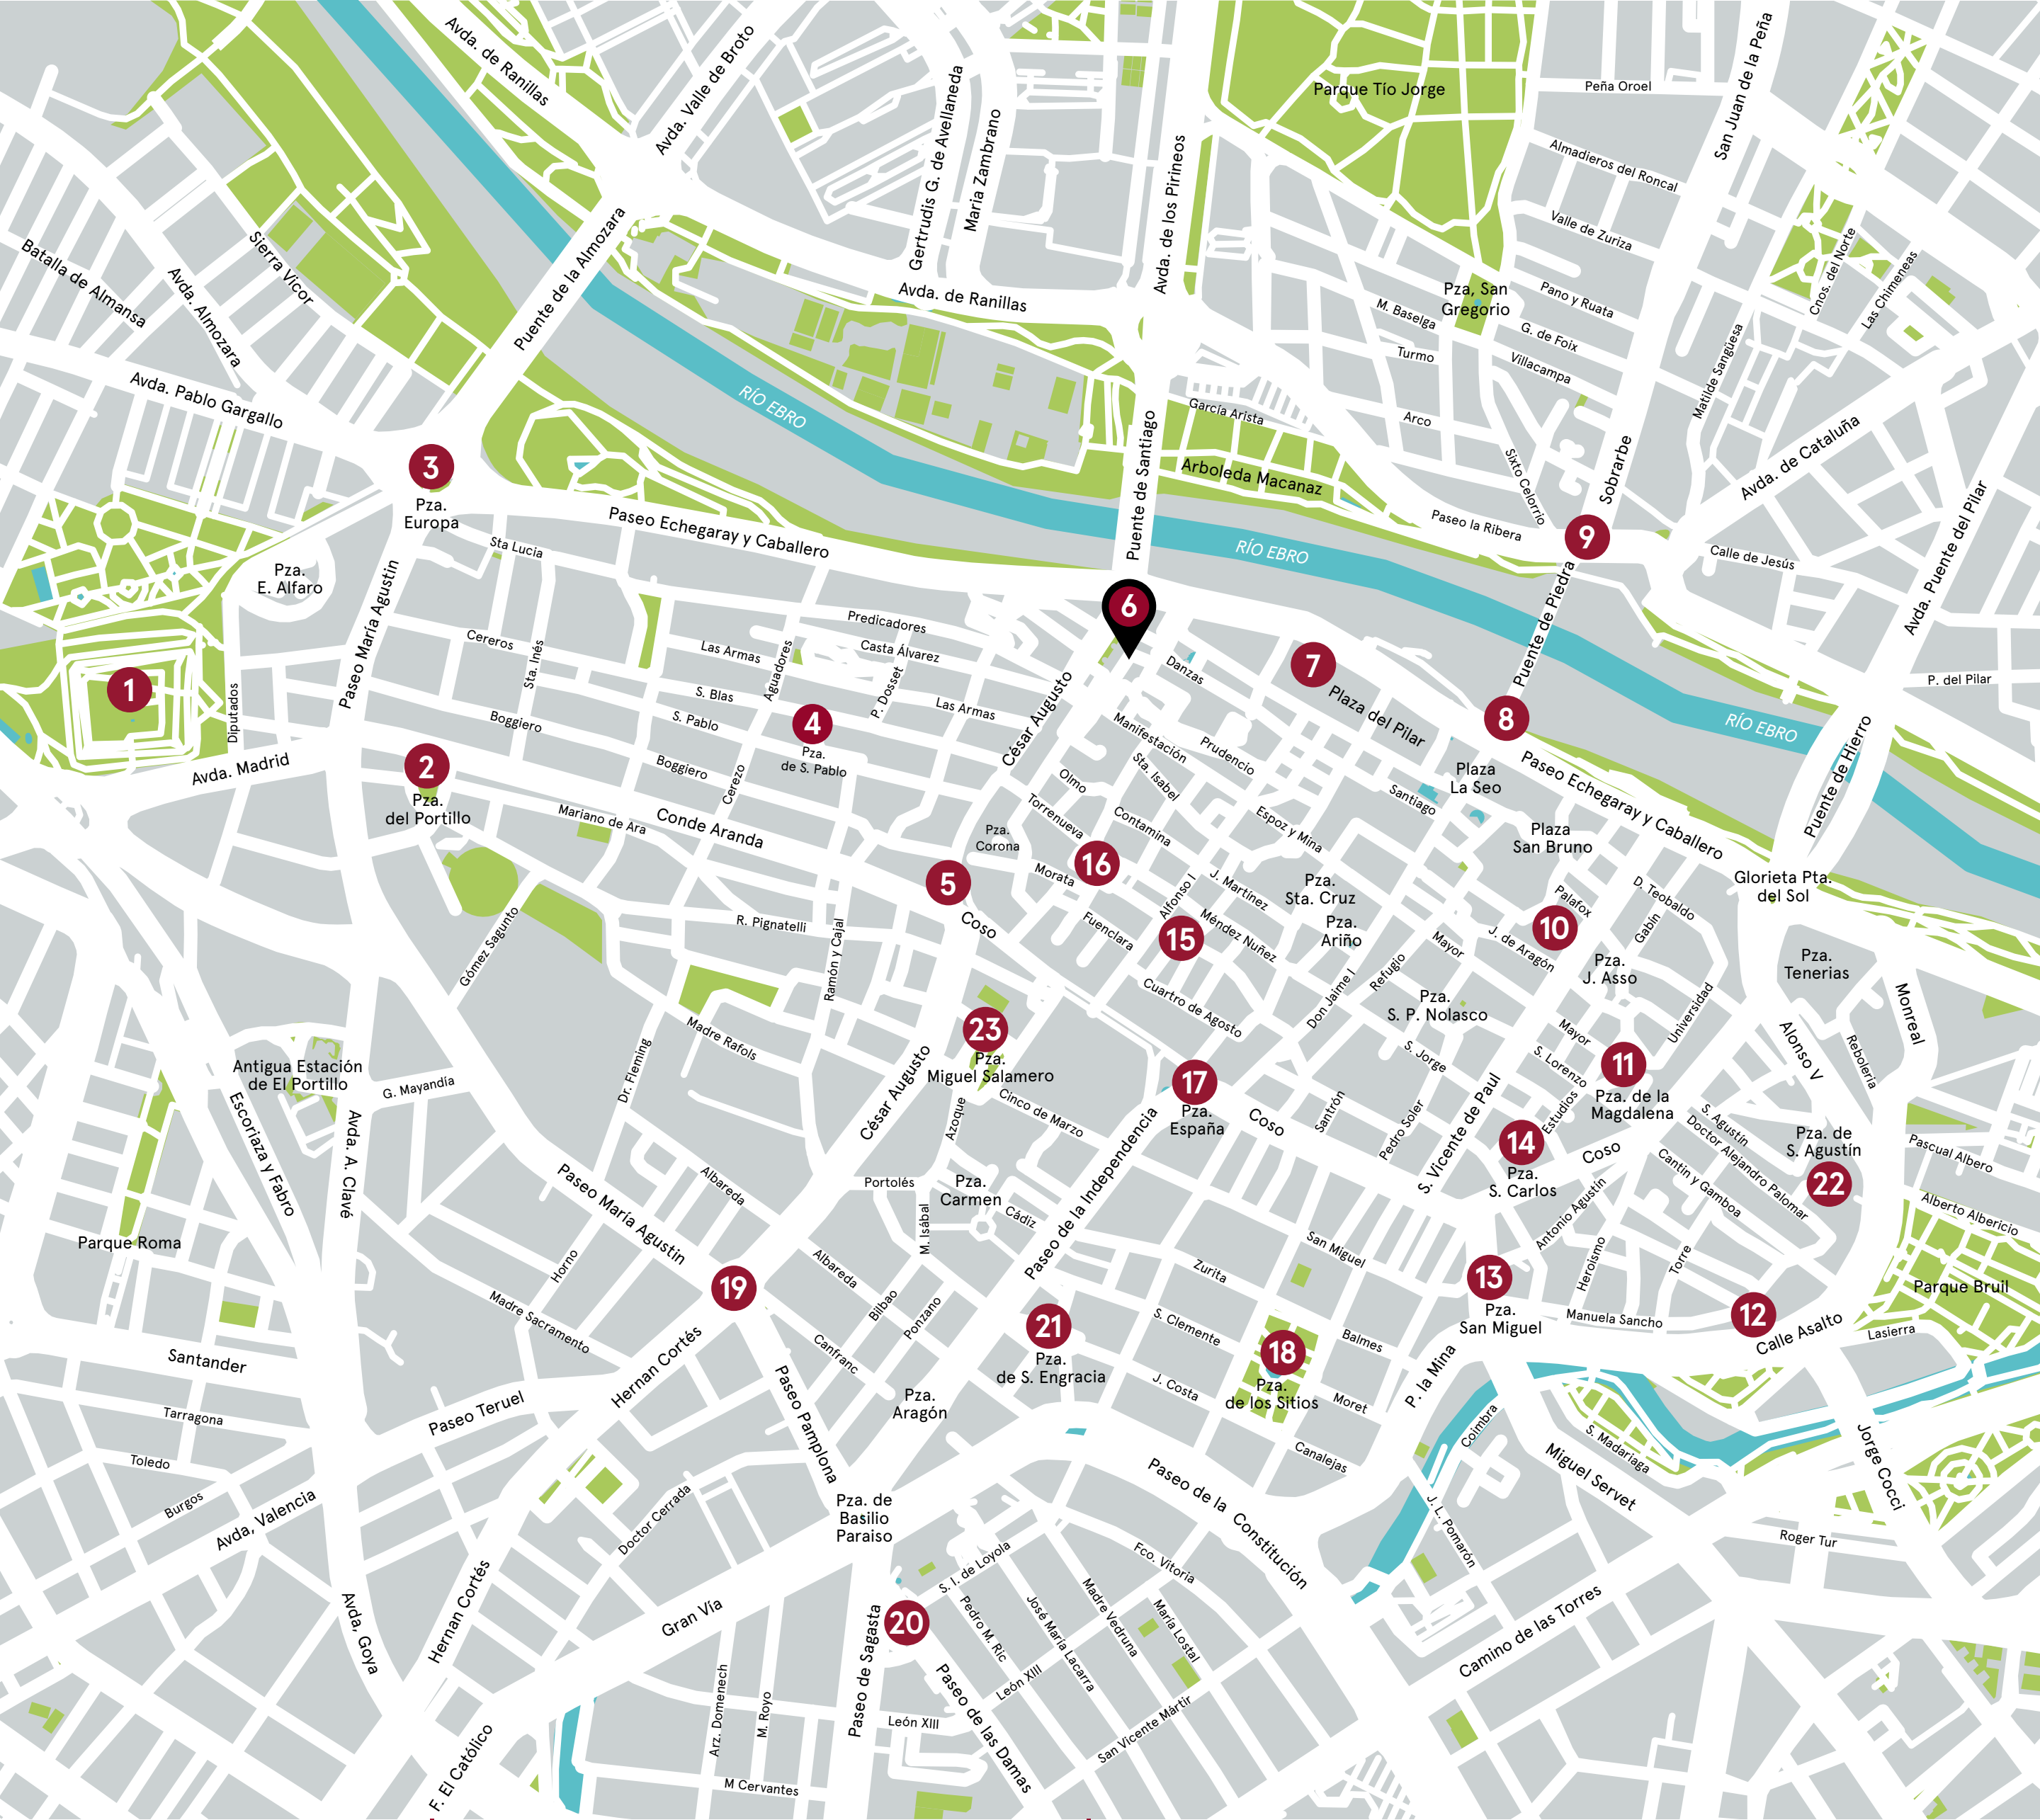 Avda. de Ranillas
Avda. Valle de Broto
Gertrudis G. de Avellaneda
Maria Zambrano
Avda. de los Pirineos
Parque Tío Jorge
Peña Oroel
San Juan de la Peña
Almadieros del Roncal
Valle de Zuriza
Cnos. del Norte
Las Chimeneas
Batalla de Almansa
Avda. Almozara
Sierra Vicor
Puente de la Almozara
Avda. de Ranillas
Pza, San
Gregorio
Pano y Ruata
M. Baselga
G. de Foix
Turmo
Villacampa
Matilde Sangüesa
Avda. Pablo Gargallo
RÍO EBRO
García Arista
Arco
Puente de Santiago
Arboleda Macanaz
Sixto Celorrio
Sobrarbe
Avda. de Cataluña
Avda. Puente del Pilar
3
Pza.
Europa
Paseo Echegaray y Caballero
Paseo la Ribera
9
Sta Lucia
RÍO EBRO
Calle de Jesús
Pza.
E. Alfaro
Paseo María Agustin
6
Puente de Piedra
Predicadores
Cereros
Sta. Inés
Las Armas
Casta Álvarez
Aguadores
P. Dosset
Danzas
7
Plaza del Pilar
P. del Pilar
1
Diputados
S. Blas
Las Armas
César Augusto
8
RÍO EBRO
Boggiero
S. Pablo
4
Pza.
de S. Pablo
Manifestación
Prudencio
Avda. Madrid
2
Pza.
del Portillo
Boggiero
Cerezo
Olmo
Sta. Isabel
Plaza
La Seo
Santiago
Paseo Echegaray y Caballero
Puente de Hierro
Mariano de Ara
Conde Aranda
Torrenueva
Contamina
Espoz y Mina
Pza.
Corona
Plaza
San Bruno
16
5
Morata
Alfonso I
J. Martínez
Pza.
Sta. Cruz
Glorieta Pta.
del Sol
Palafox
D. Teobaldo
Gómez Sagunto
R. Pignatelli
Ramón y Cajal
Coso
Fuenclara
15
Méndez Nuñez
Pza.
Ariño
Mayor
J. de Aragón
10
Gabín
Pza.
J. Asso
Pza.
Tenerias
Refugio
Don Jaime I
Cuartro de Agosto
Pza.
S. P. Nolasco
Universidad
Monreal
Madre Rafols
23
Pza.
Miguel Salamero
Mayor
S. Jorge
S. Lorenzo
11
Pza. de la
Magdalena
Alonso V
Rebolería
Antigua Estación
de El Portillo
G. Mayandía
Dr. Fleming
César Augusto
Azoque
Cinco de Marzo
17
Pza.
España
Coso
Santrón
Pedro Soler
S. Vicente de Paul
Estudios
14
Pza.
S. Carlos
Coso
S. Agustín
Doctor Alejandro Palomar
Cantin y Gamboa
Pza. de
S. Agustín
22
Pascual Albero
Alberto Albericio
Escoriaza y Fabro
Avda. A. Clavé
Parque Roma
Paseo María Agustin
Albareda
Portolés
Pza.
Carmen
Cádiz
M. Isábal
Paseo de la Independencia
San Miguel
Antonio Agustín
Heroismo
Torre
Horno
19
Albareda
Bilbao
Ponzano
Zurita
13
Pza.
San Miguel
Manuela Sancho
12
Calle Asalto
Parque Bruil
Lasierra
Madre Sacramento
Canfranc
21
Pza.
de S. Engracia
S. Clemente
18
Pza.
de los Sitios
Balmes
P. la Mina
Santander
Hernan Cortés
Paseo Pamplona
Pza.
Aragón
J. Costa
Moret
Tarragona
Paseo Teruel
Coimbra
S. Madariaga
Toledo
Canalejas
Miguel Servet
Jorge Cocci
Burgos
Avda, Valencia
Doctor Cerrada
Pza. de
Basilio
Paraiso
Paseo de la Constitución
J. L. Pomarón
Roger Tur
Hernan Cortés
Gran Vía
S. I. de Loyola
Fco. Vitoria
Avda, Goya
20
Paseo de Sagasta
Pedro M. Ric
José María Lacarra
Madre Vedruna
María Lostal
Camino de las Torres
Arz. Domenech
M. Royo
León XIII
León XIII
Paseo de las Damas
San Vicente Mártir
F. El Católico
M Cervantes